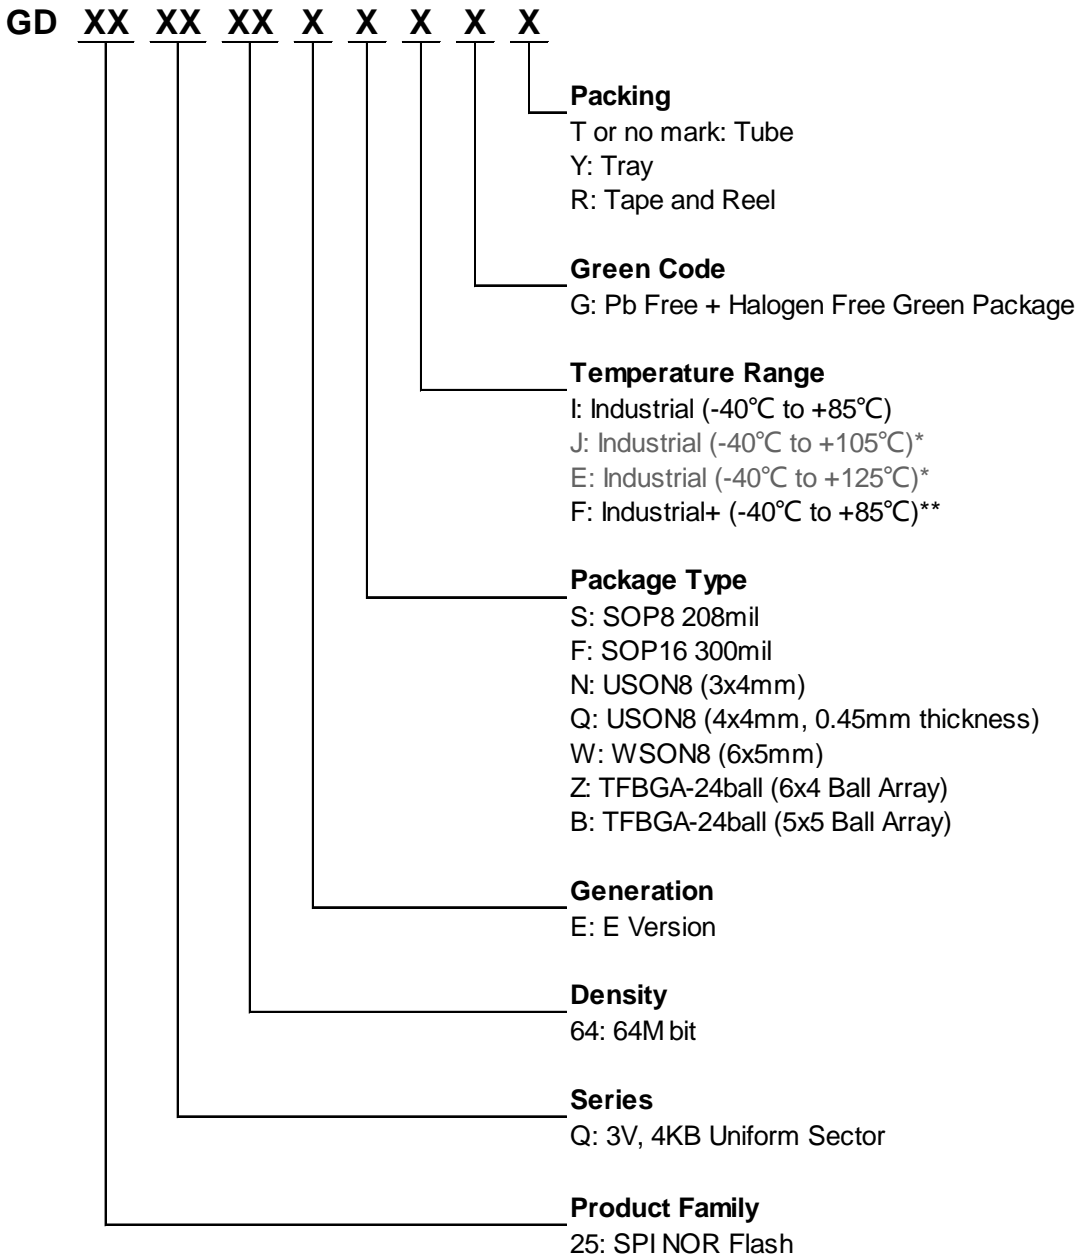 GD XX XX XX X X X X X
Packing
T or no mark: Tube
Y: Tray
R: Tape and Reel
Green Code
G: Pb Free + Halogen Free Green Package
Temperature Range
I: Industrial (-40℃ to +85℃)
J: Industrial (-40℃ to +105℃)*
E: Industrial (-40℃ to +125℃)*
F: Industrial+ (-40℃ to +85℃)**
Package Type
S: SOP8 208mil
F: SOP16 300mil
N: USON8 (3x4mm)
Q: USON8 (4x4mm, 0.45mm thickness)
W: WSON8 (6x5mm)
Z: TFBGA-24ball (6x4 Ball Array)
B: TFBGA-24ball (5x5 Ball Array)
Generation
E: E Version
Density
64: 64M bit
Series
Q: 3V, 4KB Uniform Sector
Product Family
25: SPI NOR Flash